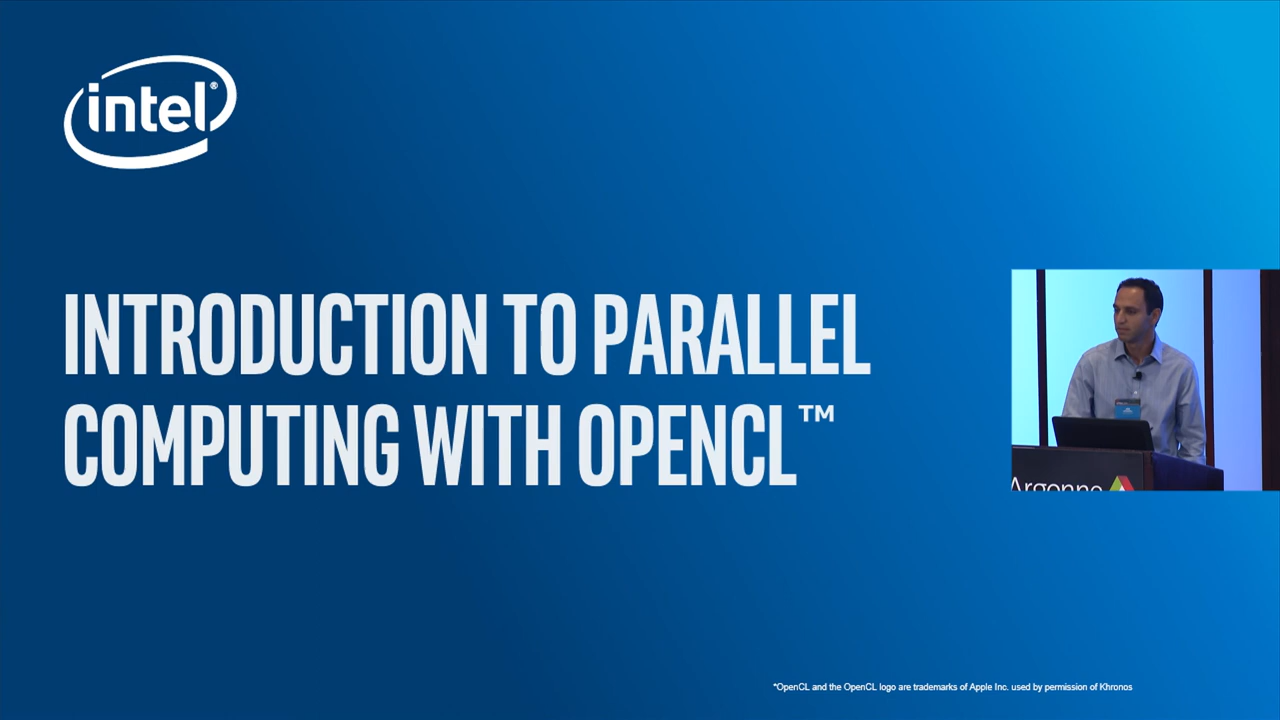 intel®
INTRODUCTION TO PARALLEL
COMPUTING WITH OPENCL™
Argonne
*OpenCL and the OpenCL logo are trademarks of Apple Inc. used by permission of Khronos